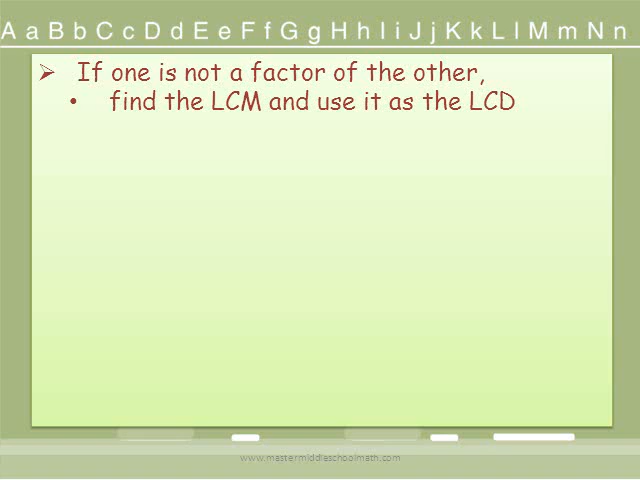 A a B b C c D d E e F f G g H h I i J j K k L l M m N n
If one is not a factor of the other,
find the LCM and use it as the LCD
www.mastermiddleschoolmath.com